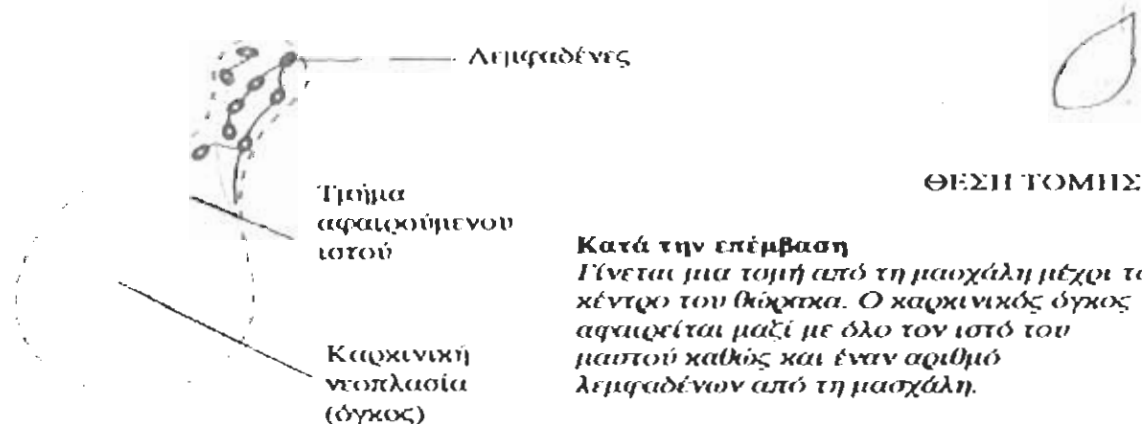 Λεμφαδένες
Τμήμα
αφαιρούμενου
ιστού
Καρκινική
νεοπλασία
(όγκος)
ΘΕΣΗ ΤΟΜΗΣ
Κατά την επέμβαση
Γίνεται μια τομή από τη μασχάλη μέχρι το
κέντρο του θώρακα. Ο καρκινικός όγκος
αφαιρείται μαζί με όλο τον ιστό του
μαστού καθώς και έναν αριθμό
λεμφαδένων από τη μασχάλη.